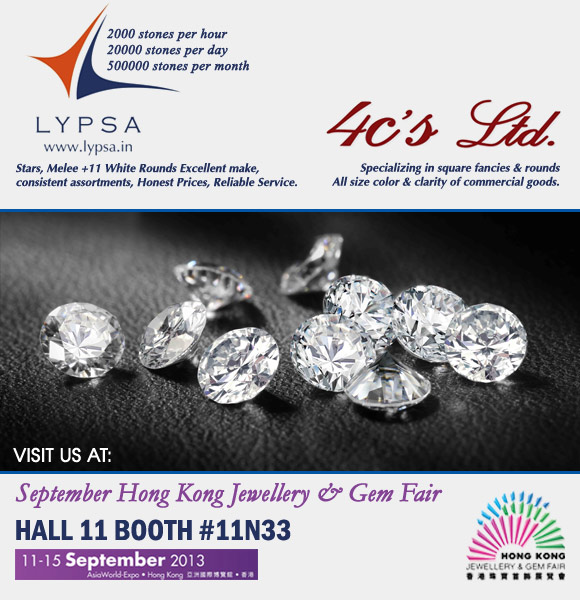 2000 stones per hour
20000 stones per day
500000 stones per month
LYPSA
www.lypsa.in
Stars, Melee +11 White Rounds Excellent make,
consistent assortments, Honest Prices, Reliable Service.
4c's Ltd.
Specializing in square fancies & rounds
All size color & clarity of commercial goods.
VISIT US AT:
September Hong Kong Jewellery & Gem Fair
HALL 11 BOOTH #11N33
11-15 September 2013
AsiaWorld-Expo • Hong Kong 亞洲國際博覽館 • 香港
HONG KONG
JEWELLERY & GEM FAIR
香港珠寶首飾展覽會